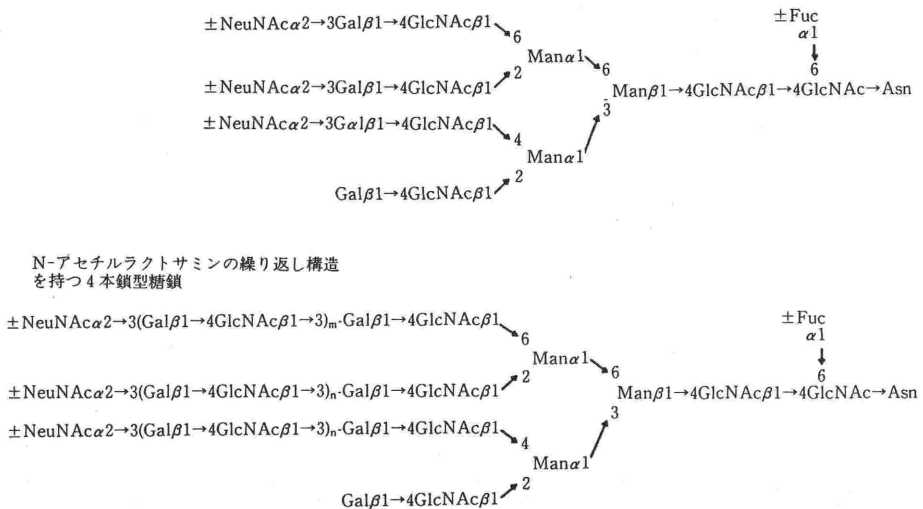 ±NeuNAcα2→3Galβ1→4GlcNAcβ1
±Fuc
α1
6
Manα1
6
2
6
±NeuNAcα2→3Galβ1→4GlcNAcβ1
Manβ1→4GlcNAcβ1→4GlcNAc→Asn
3
±NeuNAcα2→3Gαlβ1→4GlcNAcβ1
4
Manα1
2
Galβ1→4GlcNAcβ1
N-アセチルラクトサミンの繰り返し構造
を持つ4本鎖型糖鎖
±NeuNAcα2→3(Galβ1→4GlcNAcβ1→3)m-Galβ1→4GlcNAcβ1
±Fuc
α1
6
Manα1
6
2
6
±NeuNAcα2→3(Galβ1→4GlcNAcβ1→3)n-Galβ1→4GlcNAcβ1
Manβ1→4GlcNAcβ1→4GlcNAc→Asn
3
±NeuNAcα2→3(Galβ1→4GlcNAcβ1→3)n-Galβ1→4GlcNAcβ1
4
Manα1
2
Galβ1→4GlcNAcβ1